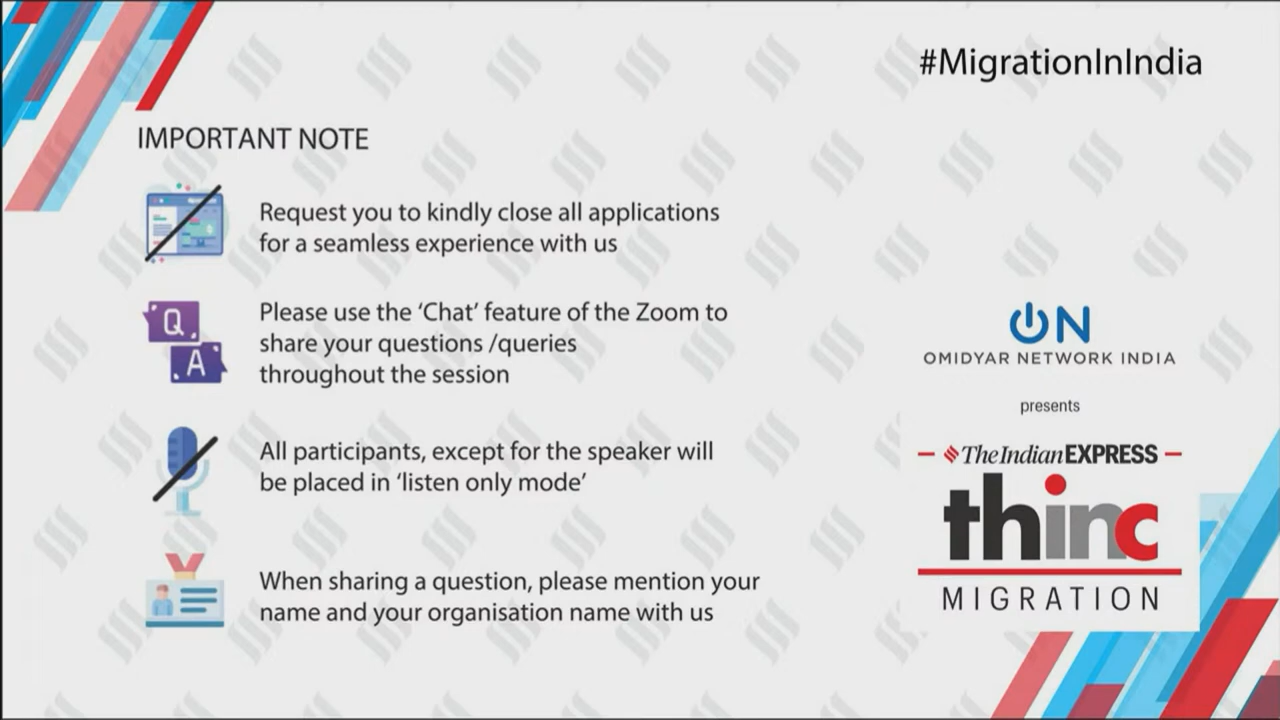 #MigrationInIndia
IMPORTANT NOTE
Request you to kindly close all applications
for a seamless experience with us
Q
A
Please use the ‘Chat’ feature of the Zoom to
share your questions /queries
throughout the session
All participants, except for the speaker will
be placed in ‘listen only mode’
When sharing a question, please mention your
name and your organisation name with us
ON
OMIDYAR NETWORK INDIA
presents
The Indian EXPRESS
thinc
MIGRATION